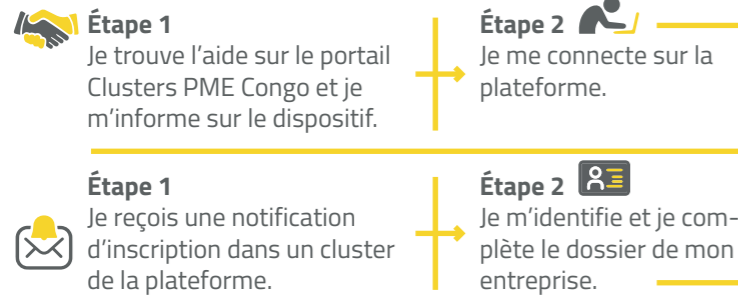 Étape 1
Je trouve l’aide sur le portail
Clusters PME Congo et je
m’informe sur le dispositif.
Étape 2
Je me connecte sur la
plateforme.
Étape 1
Je reçois une notification
d’inscription dans un cluster
de la plateforme.
Étape 2
Je m’identifie et je com-
plète le dossier de mon
entreprise.